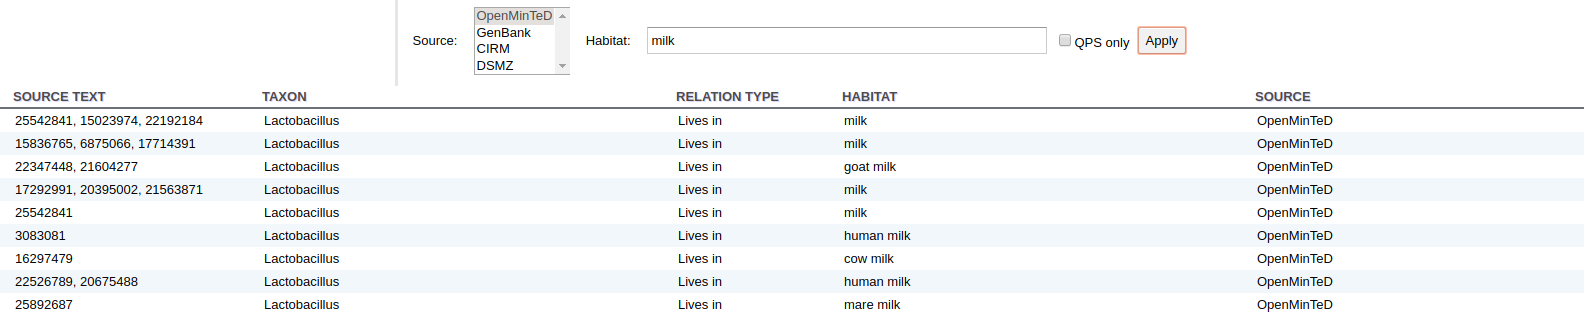 Source: OpenMinTeD GenBank CIRM DSMZ Habitat: milk QPS only Apply
SOURCE TEXT TAXON RELATION TYPE HABITAT SOURCE
25542841, 15023974, 22192184 Lactobacillus Lives in milk OpenMinTeD
15836765, 6875066, 17714391 Lactobacillus Lives in milk OpenMinTeD
22347448, 21604277 Lactobacillus Lives in goat milk OpenMinTeD
17292991, 20395002, 21563871 Lactobacillus Lives in milk OpenMinTeD
25542841 Lactobacillus Lives in milk OpenMinTeD
3083081 Lactobacillus Lives in human milk OpenMinTeD
16297479 Lactobacillus Lives in cow milk OpenMinTeD
22526789, 20675488 Lactobacillus Lives in human milk OpenMinTeD
25892687 Lactobacillus Lives in mare milk OpenMinTeD